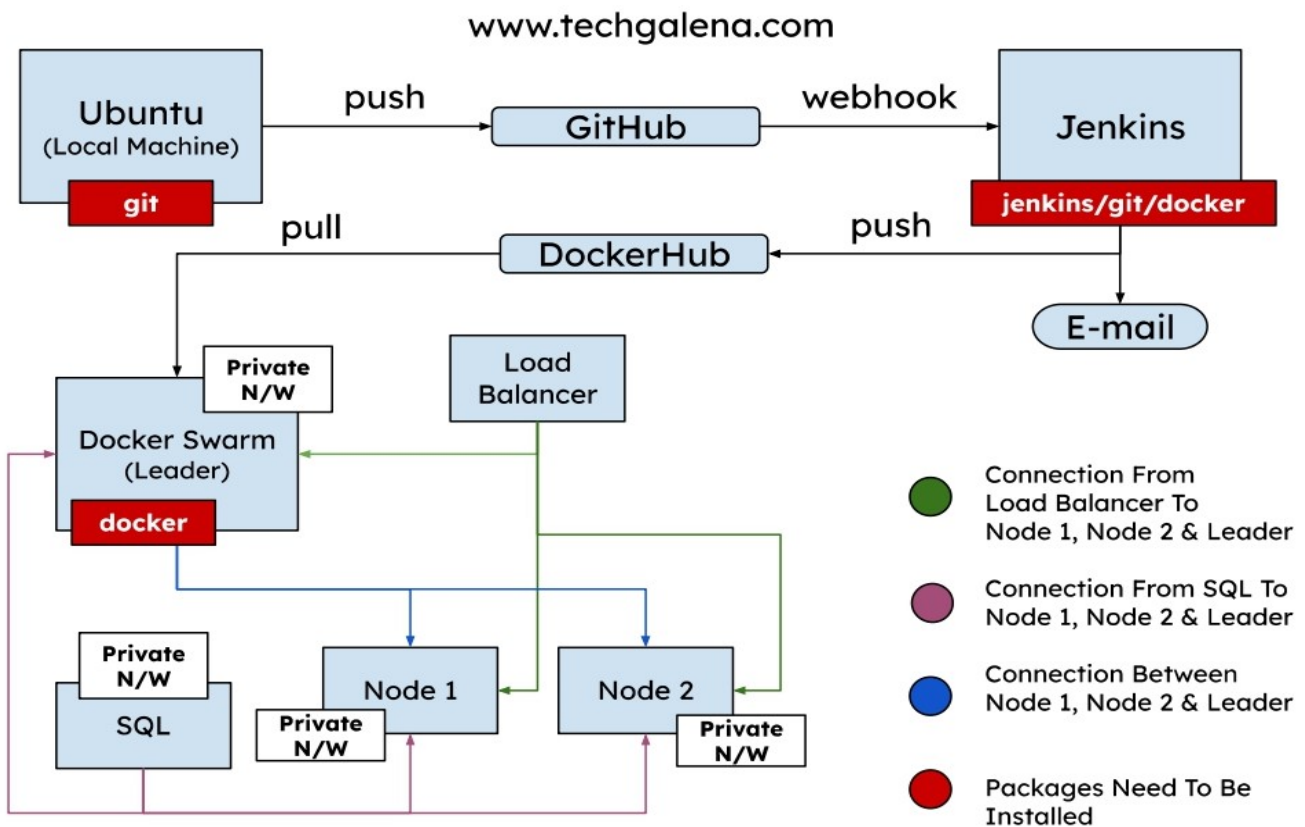 www.techgalena.com
Ubuntu
(Local Machine)
git
push
GitHub
webhook
Jenkins
jenkins/git/docker
pull
DockerHub
push
E-mail
Private
N/W
Docker Swarm
(Leader)
docker
Load
Balancer
Private
N/W
SQL
Node 1
Private
N/W
Node 2
Private
N/W
Connection From
Load Balancer To
Node 1, Node 2 & Leader
Connection From SQL To
Node 1, Node 2 & Leader
Connection Between
Node 1, Node 2 & Leader
Packages Need To Be
Installed